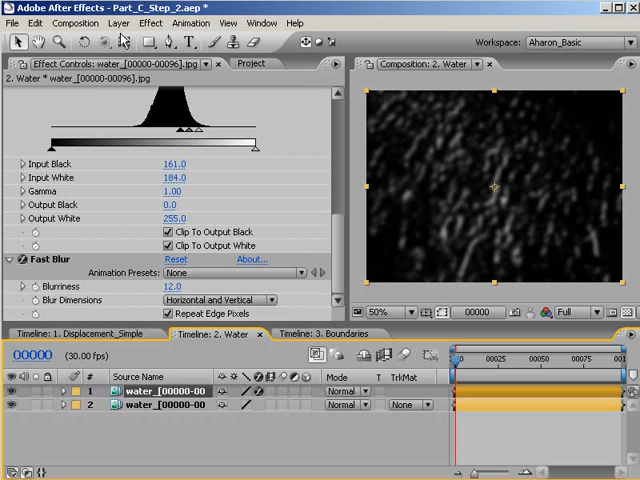 Adobe After Effects - Part_C_Step_2.aep *
File Edit Composition Layer Effect Animation View Window Help
Workspace: Aharon_Basic
Effect Controls: water_[00000-00096].jpg Project
Composition: 2. Water
2. Water * water_[00000-00096].jpg
Input Black 161.0
Input White 184.0
Gamma 1.00
Output Black 0.0
Output White 255.0
Clip To Output Black
Clip To Output White
Fast Blur Reset About...
Animation Presets: None
Blurriness 12.0
Blur Dimensions Horizontal and Vertical
Repeat Edge Pixels
50% 00000 Full
Timeline: 1. Displacement_Simple Timeline: 2. Water Timeline: 3. Boundaries
00000 (30.00 fps)
00025 00050 00075
# Source Name Mode T TrkMat
1 water_[00000-00 Normal
2 water_[00000-00 Normal None